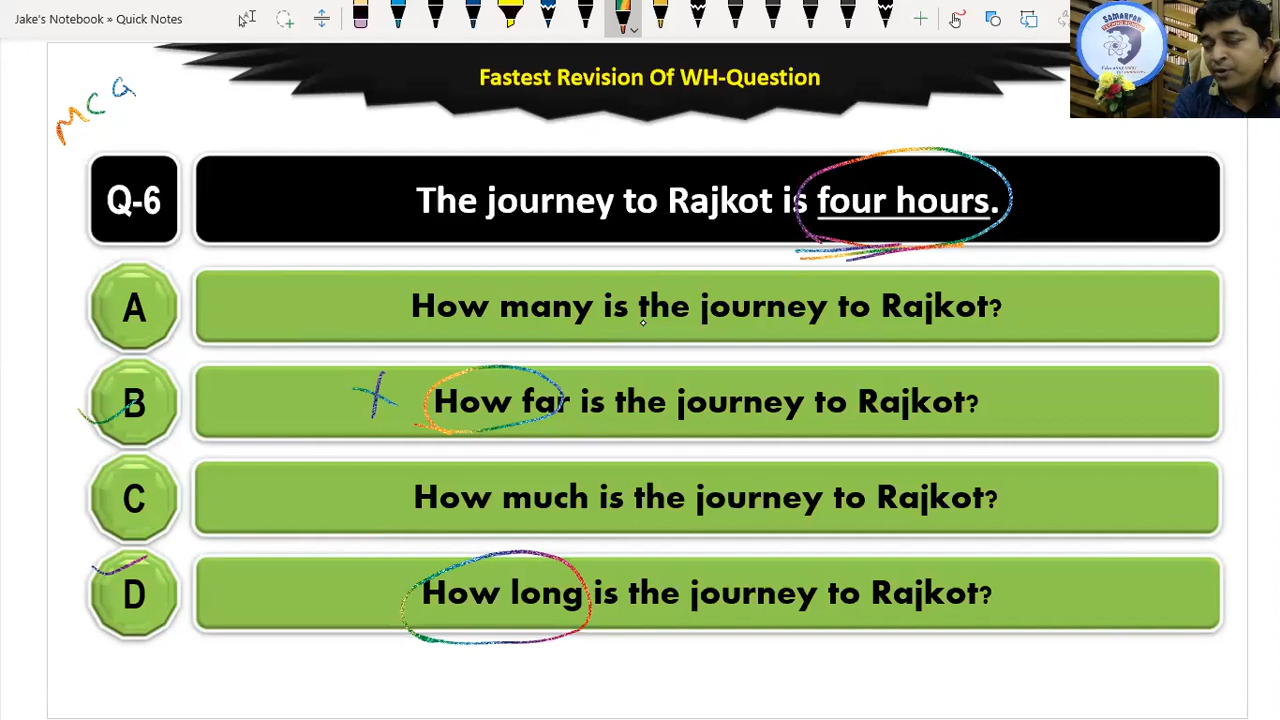 Jake's Notebook » Quick Notes
Fastest Revision Of WH-Question
MCQ
SAMARPAN
Q-6
The journey to Rajkot is four hours.
A
How many is the journey to Rajkot?
B
How far is the journey to Rajkot?
C
How much is the journey to Rajkot?
D
How long is the journey to Rajkot?